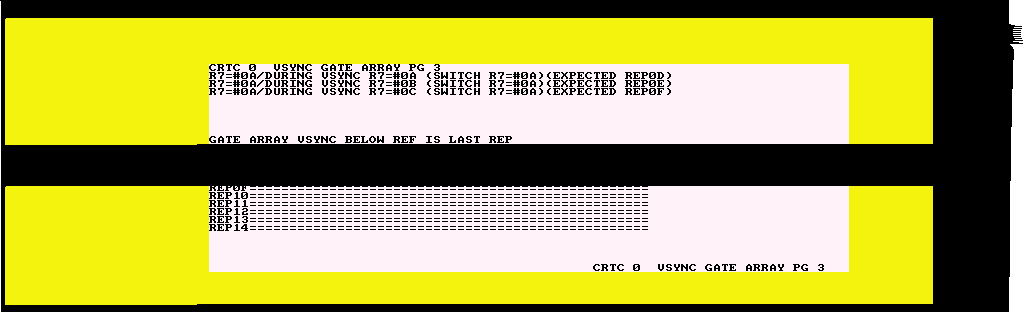 CRTC 0  VSYNC GATE ARRAY PG 3
R7=#0A/DURING VSYNC R7=#0A (SWITCH R7=#0A)(EXPECTED REP0D)
R7=#0A/DURING VSYNC R7=#0B (SWITCH R7=#0A)(EXPECTED REP0E)
R7=#0A/DURING VSYNC R7=#0C (SWITCH R7=#0A)(EXPECTED REP0F)
GATE ARRAY VSYNC BELOW REF IS LAST REP
REP0F=================================================
REP10=================================================
REP11=================================================
REP12=================================================
REP13=================================================
REP14=================================================
CRTC 0  VSYNC GATE ARRAY PG 3